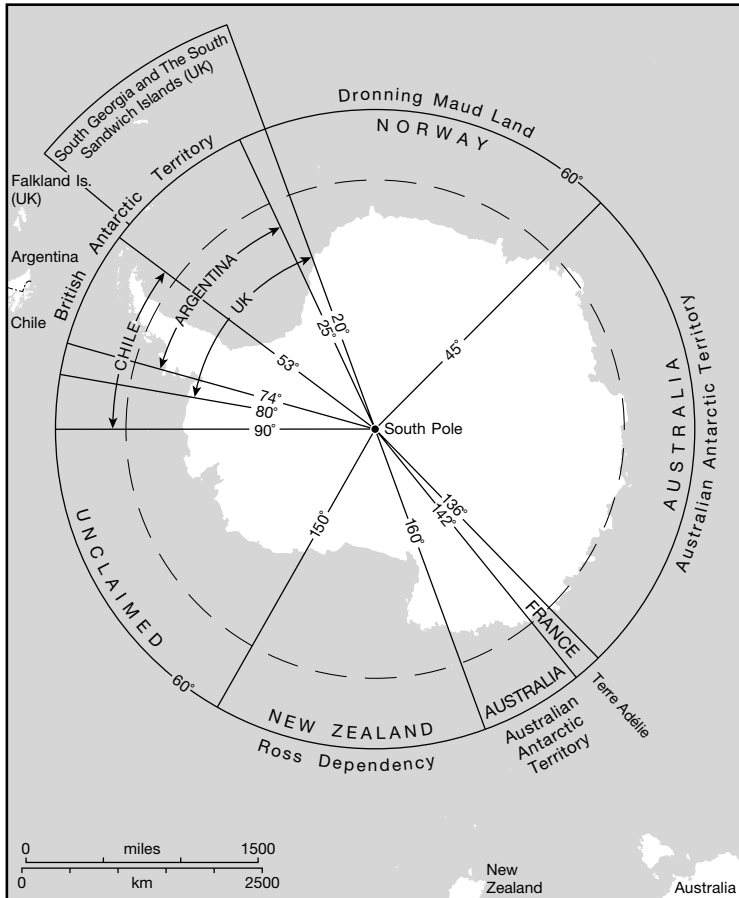 South Georgia and The South
Sandwich Islands (UK)
Dronning Maud Land
NORWAY
60°
Falkland Is.
(UK)
British Antarctic Territory
Argentina
Chile
ARGENTINA
UK
CHILE
20°
25°
53°
74°
80°
90°
45°
South Pole
AUSTRALIA
Australian Antarctic Territory
136°
142°
150°
160°
UNCLAIMED
60°
FRANCE
Terre Adélie
AUSTRALIA
Australian
Antarctic
Territory
NEW ZEALAND
Ross Dependency
0 miles 1500
0 km 2500
New
Zealand
Australia